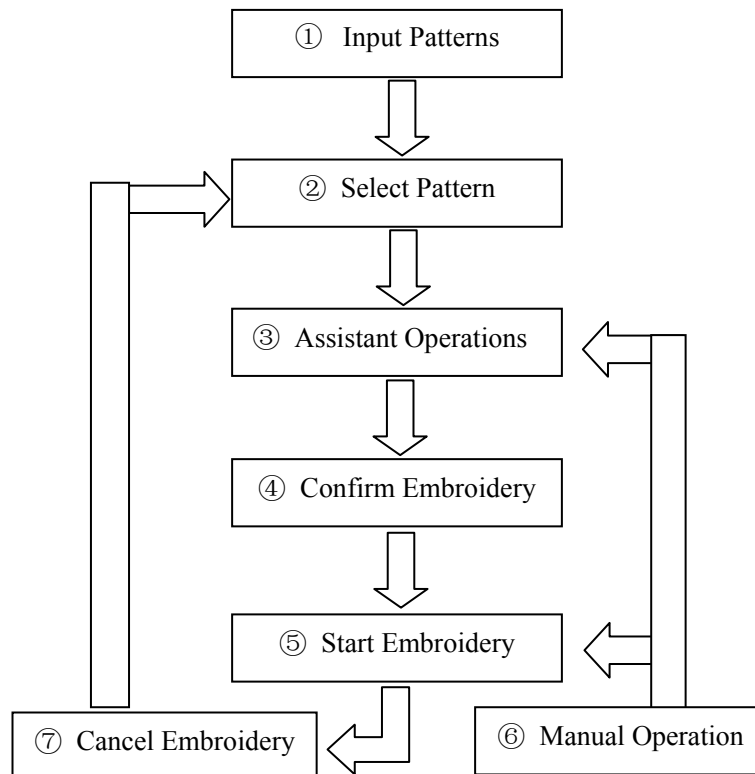 ① Input Patterns
② Select Pattern
③ Assistant Operations
④ Confirm Embroidery
⑤ Start Embroidery
⑦ Cancel Embroidery
⑥ Manual Operation